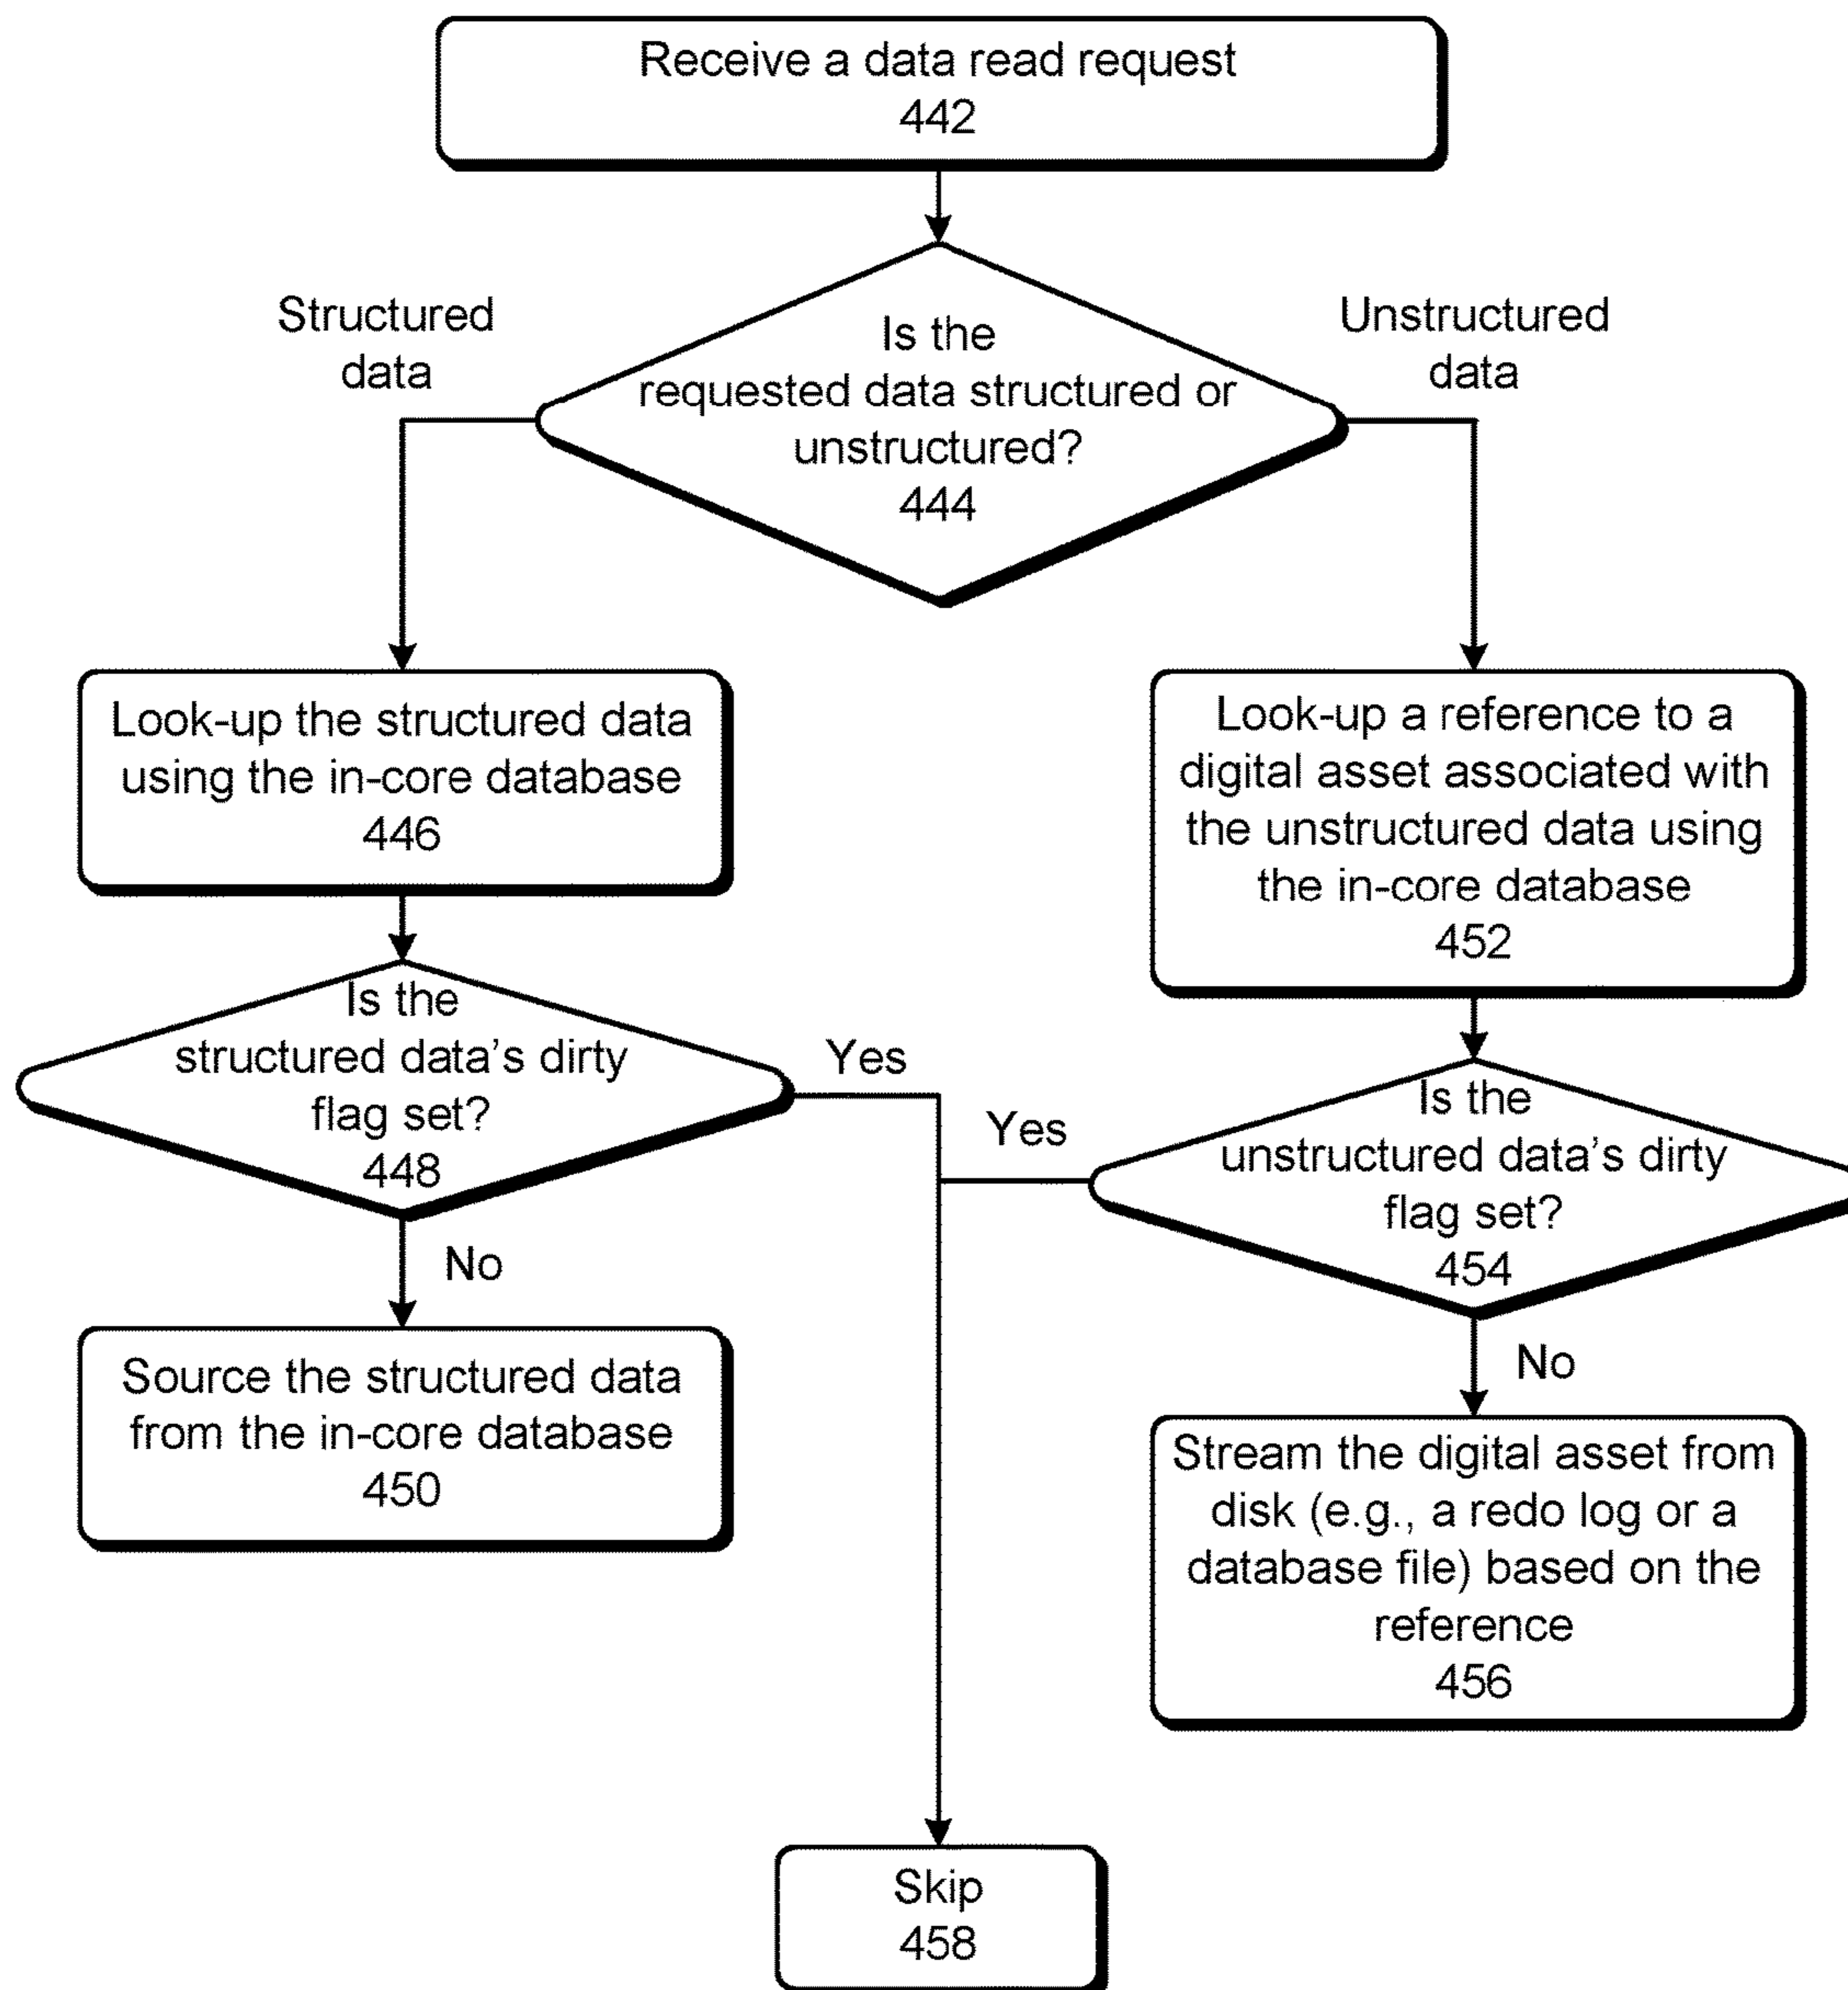 Receive a data read request
442
Structured
data
Is the
requested data structured or
unstructured?
444
Unstructured
data
Look-up the structured data
using the in-core database
446
Look-up a reference to a
digital asset associated with
the unstructured data using
the in-core database
452
Is the
structured data's dirty
flag set?
448
Yes
Yes
Is the
unstructured data's dirty
flag set?
454
No
No
Source the structured data
from the in-core database
450
Stream the digital asset from
disk (e.g., a redo log or a
database file) based on the
reference
456
Skip
458